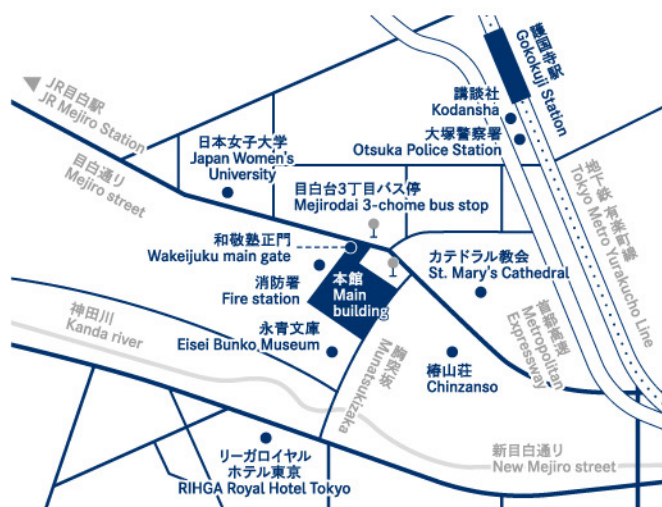 護国寺駅
Gokokuji Station
講談社
Kodansha
大塚警察署
Otsuka Police Station
JR目白駅
JR Mejiro Station
目白通り
Mejiro street
日本女子大学
Japan Women's
University
目白台3丁目バス停
Mejirodai 3-chome bus stop
地下鉄 有楽町線
Tokyo Metro Yurakucho Line
和敬塾正門
Wakeijuku main gate
消防署
Fire station
本館
Main
building
カテドラル教会
St. Mary's Cathedral
首都高速
Metropolitan
Expressway
神田川
Kanda river
永青文庫
Eisei Bunko Museum
胸突坂
Munatsukizaka
椿山荘
Chinzanso
リーガロイヤル
ホテル東京
RIHGA Royal Hotel Tokyo
新目白通り
New Mejiro street